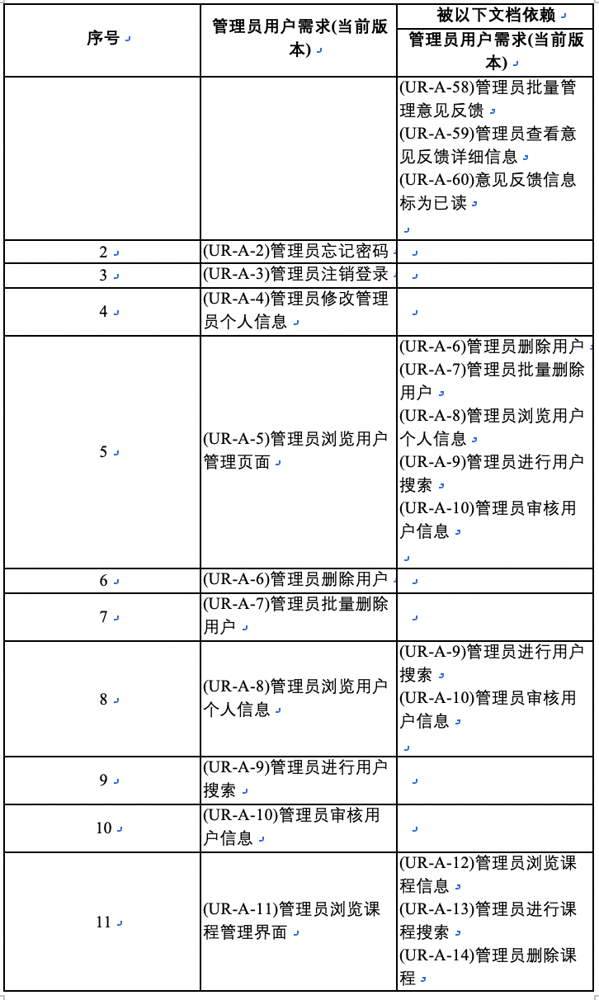 序号
管理员用户需求(当前版
本)
被以下文档依赖
管理员用户需求(当前版
本)
(UR-A-58)管理员批量管
理意见反馈
(UR-A-59)管理员查看意
见反馈详细信息
(UR-A-60)意见反馈信息
标为已读
2
(UR-A-2)管理员忘记密码
3
(UR-A-3)管理员注销登录
4
(UR-A-4)管理员修改管理
员个人信息
5
(UR-A-5)管理员浏览用户
管理页面
(UR-A-6)管理员删除用户
(UR-A-7)管理员批量删除
用户
(UR-A-8)管理员浏览用户
个人信息
(UR-A-9)管理员进行用户
搜索
(UR-A-10)管理员审核用
户信息
6
(UR-A-6)管理员删除用户
7
(UR-A-7)管理员批量删除
用户
8
(UR-A-8)管理员浏览用户
个人信息
(UR-A-9)管理员进行用户
搜索
(UR-A-10)管理员审核用
户信息
9
(UR-A-9)管理员进行用户
搜索
10
(UR-A-10)管理员审核用
户信息
11
(UR-A-11)管理员浏览课
程管理界面
(UR-A-12)管理员浏览课
程信息
(UR-A-13)管理员进行课
程搜索
(UR-A-14)管理员删除课
程